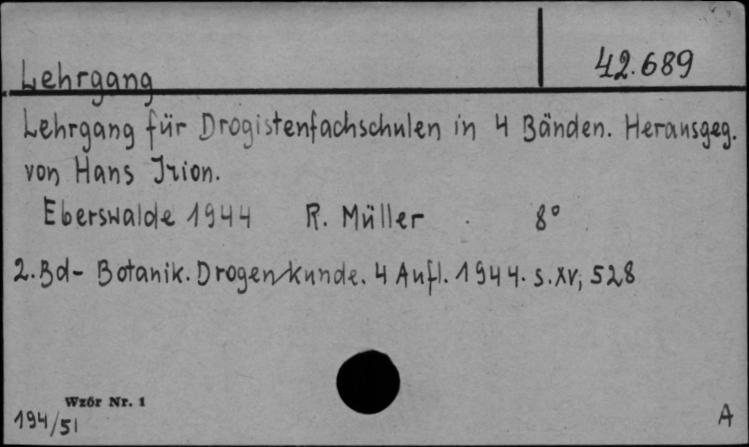 42.689
Lehrgang
Lehrgang für Drogistenfachschulen in 4 Bänden. Herausgeg.
von Hans Irion.
Eberswalde 1944 R. Müller 8°
2.Bd- Botanik. Drogenkunde. 4 Aufl. 1944. S.XV, 528
Wzór Nr. 1
194/51
A